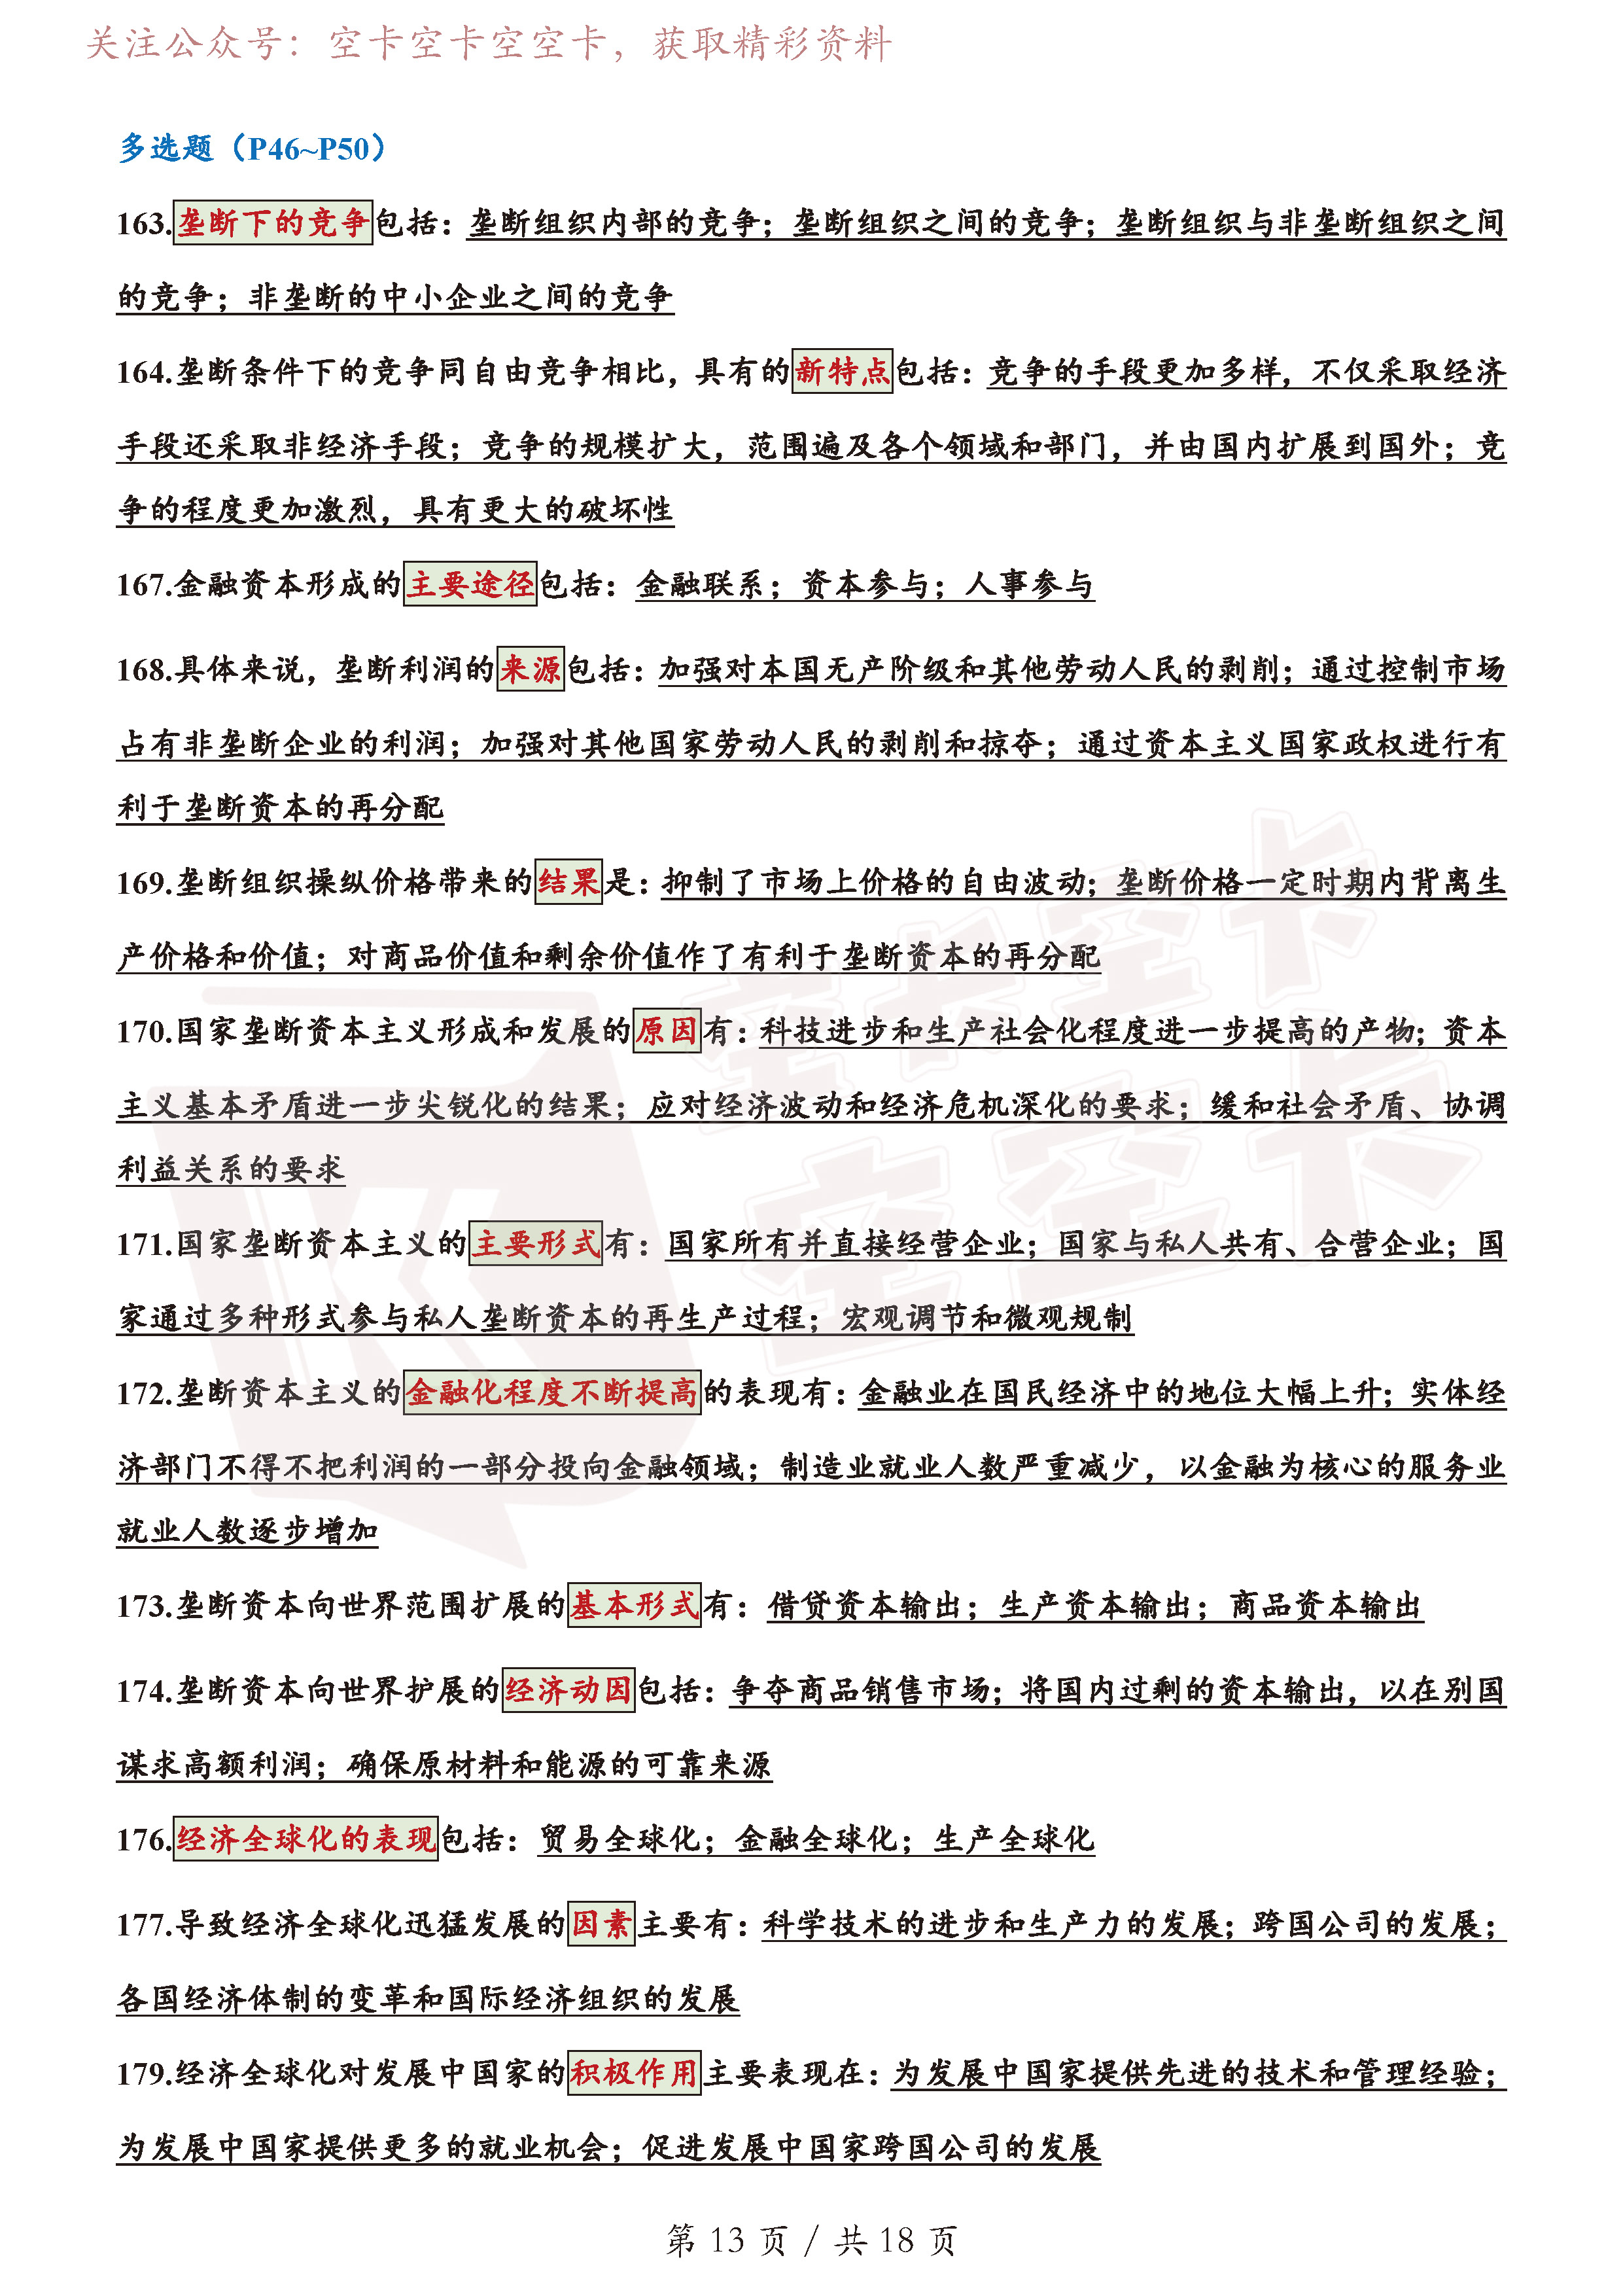 关注公众号：空卡空卡空空卡，获取精彩资料
多选题（P46~P50）
163.垄断下的竞争包括：垄断组织内部的竞争；垄断组织之间的竞争；垄断组织与非垄断组织之间
的竞争；非垄断的中小企业之间的竞争
164.垄断条件下的竞争同自由竞争相比，具有的新特点包括：竞争的手段更加多样，不仅采取经济
手段还采取非经济手段；竞争的规模扩大，范围遍及各个领域和部门，并由国内扩展到国外；竞
争的程度更加激烈，具有更大的破坏性
167.金融资本形成的主要途径包括：金融联系；资本参与；人事参与
168.具体来说，垄断利润的来源包括：加强对本国无产阶级和其他劳动人民的剥削；通过控制市场
占有非垄断企业的利润；加强对其他国家劳动人民的剥削和掠夺；通过资本主义国家政权进行有
利于垄断资本的再分配
169.垄断组织操纵价格带来的结果是：抑制了市场上价格的自由波动；垄断价格一定时期内背离生
产价格和价值；对商品价值和剩余价值作了有利于垄断资本的再分配
170.国家垄断资本主义形成和发展的原因有：科技进步和生产社会化程度进一步提高的产物；资本
主义基本矛盾进一步尖锐化的结果；应对经济波动和经济危机深化的要求；缓和社会矛盾、协调
利益关系的要求
171.国家垄断资本主义的主要形式有：国家所有并直接经营企业；国家与私人共有、合营企业；国
家通过多种形式参与私人垄断资本的再生产过程；宏观调节和微观规制
172.垄断资本主义的金融化程度不断提高的表现有：金融业在国民经济中的地位大幅上升；实体经
济部门不得不把利润的一部分投向金融领域；制造业就业人数严重减少，以金融为核心的服务业
就业人数逐步增加
173.垄断资本向世界范围扩展的基本形式有：借贷资本输出；生产资本输出；商品资本输出
174.垄断资本向世界扩展的经济动因包括：争夺商品销售市场；将国内过剩的资本输出，以在别国
谋求高额利润；确保原材料和能源的可靠来源
176.经济全球化的表现包括：贸易全球化；金融全球化；生产全球化
177.导致经济全球化迅猛发展的因素主要有：科学技术的进步和生产力的发展；跨国公司的发展；
各国经济体制的变革和国际经济组织的发展
179.经济全球化对发展中国家的积极作用主要表现在：为发展中国家提供先进的技术和管理经验；
为发展中国家提供更多的就业机会；促进发展中国家跨国公司的发展
空卡空卡
空空卡
第 13 页 / 共 18 页